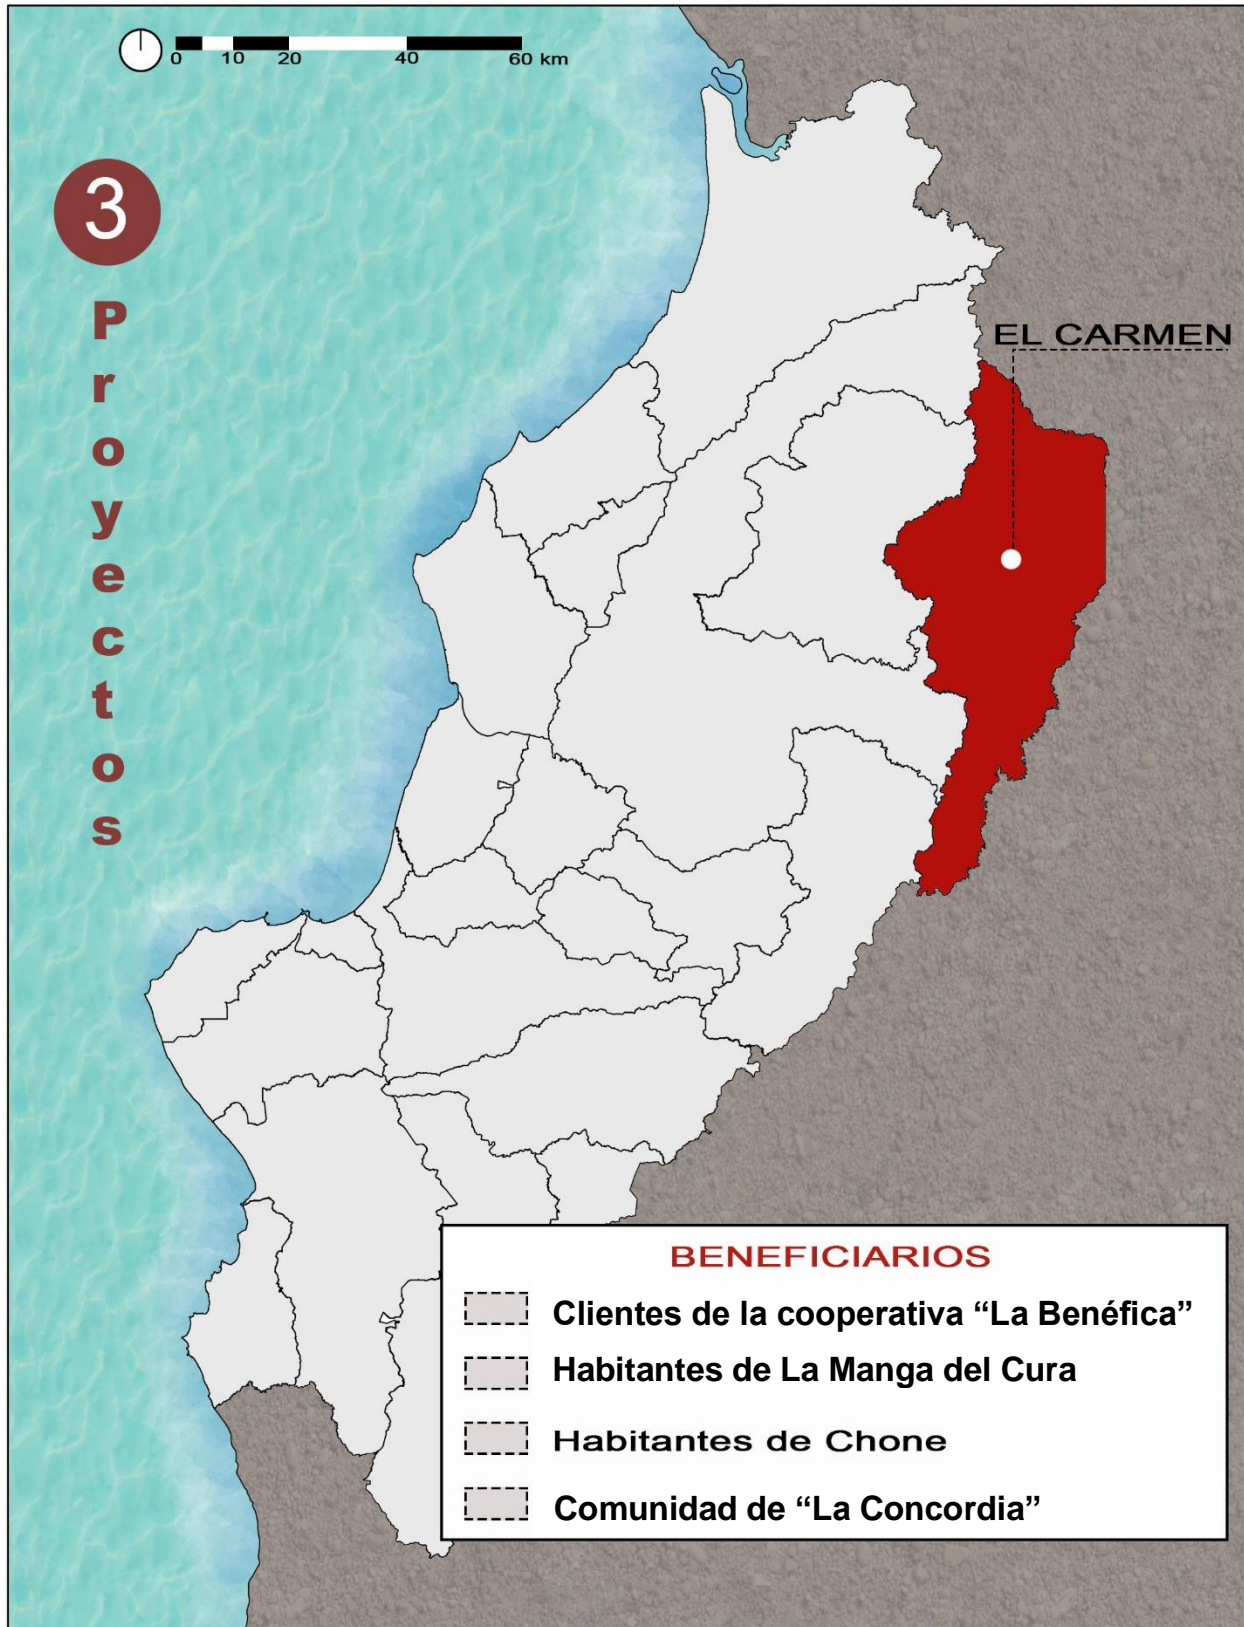 0 10 20 40 60 km
3
Proyectos
EL CARMEN
BENEFICIARIOS
Clientes de la cooperativa “La Benéfica”
Habitantes de La Manga del Cura
Habitantes de Chone
Comunidad de “La Concordia”